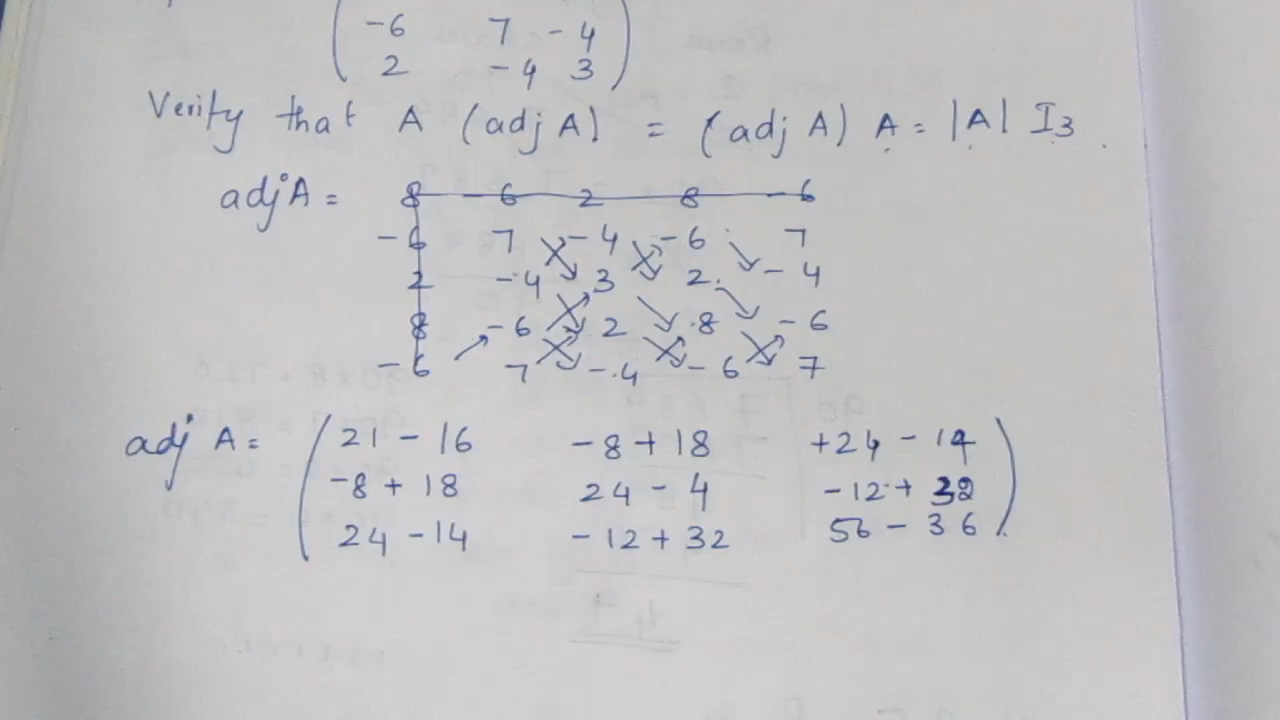 -6 7 -4
2 -4 3
Verify that A (adj A) = (adj A) A = |A| I3
adj A = 8 -6 2 8 -6
-6 7 -4 -6 7
2 -4 3 2 -4
8 -6 2 8 -6
-6 7 -4 -6 7
adj A = 21 - 16 -8 + 18 +24 - 14
-8 + 18 24 - 4 -12 + 32
24 - 14 -12 + 32 56 - 36